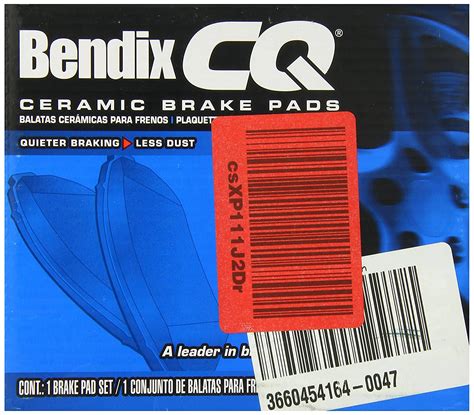 Bendix CQ®
CERAMIC BRAKE PADS
BALATAS CERÁMICAS PARA FRENOS | PLAQUETT
QUIETER BRAKING ▶ LESS DUST
csXP111J2Dr
A leader in b
CONT.: 1 BRAKE PAD SET / 1 CONJUNTO DE BALATAS PARA FR
3660454164-0047